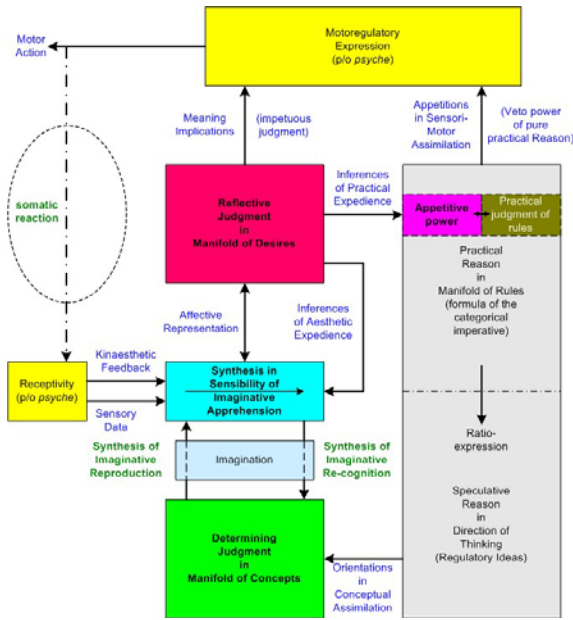 Motor
Action
Motoregulatory
Expression
(p/o psyche)
Meaning
Implications
(impetuous
judgment)
Appetitions
in Sensori-
Motor
Assimilation
(Veto power
of pure
practical Reason)
somatic
reaction
Reflective
Judgment
in
Manifold of Desires
Inferences
of Practical
Expedience
Appetitive
power
Practical
judgment of
rules
Practical
Reason
in
Manifold of Rules
(formula of the
categorical
imperative)
Affective
Representation
Inferences
of Aesthetic
Expedience
Receptivity
(p/o psyche)
Kinaesthetic
Feedback
Sensory
Data
Synthesis in
Sensibility of
Imaginative
Apprehension
Synthesis of
Imaginative
Reproduction
Imagination
Synthesis of
Imaginative
Re-cognition
Ratio-
expression
Speculative
Reason
in
Direction of
Thinking
(Regulatory Ideas)
Determining
Judgment
in
Manifold of Concepts
Orientations in
Conceptual
Assimilation